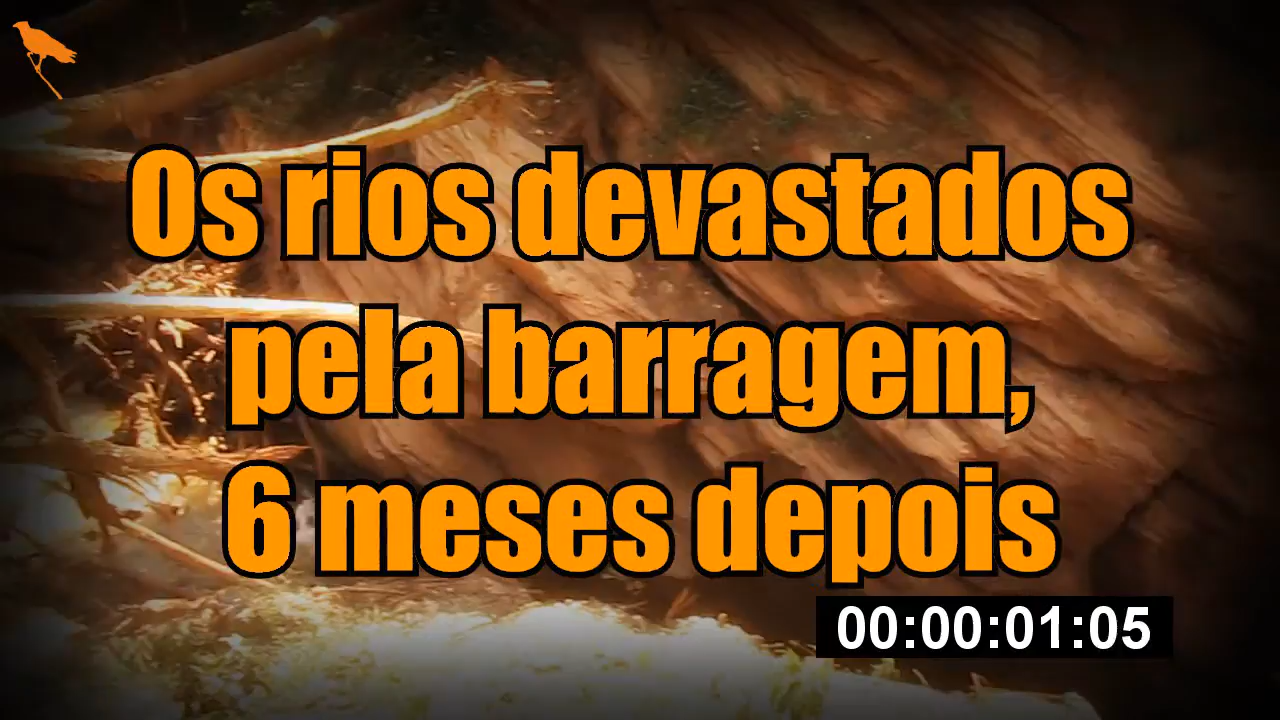 Os rios devastados
pela barragem,
6 meses depois
00:00:01:05